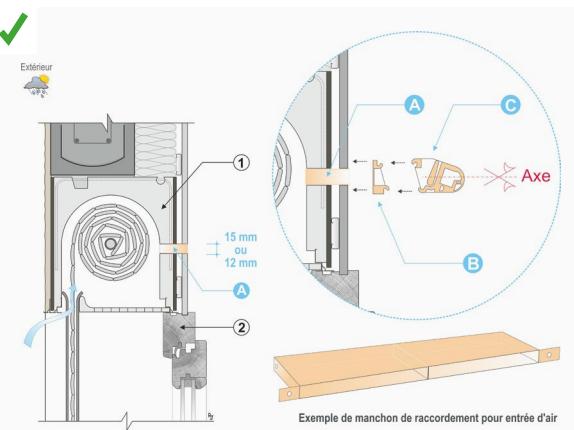 Extérieur
1
15 mm
ou
12 mm
A
2
A
C
Axe
B
Exemple de manchon de raccordement pour entrée d'air